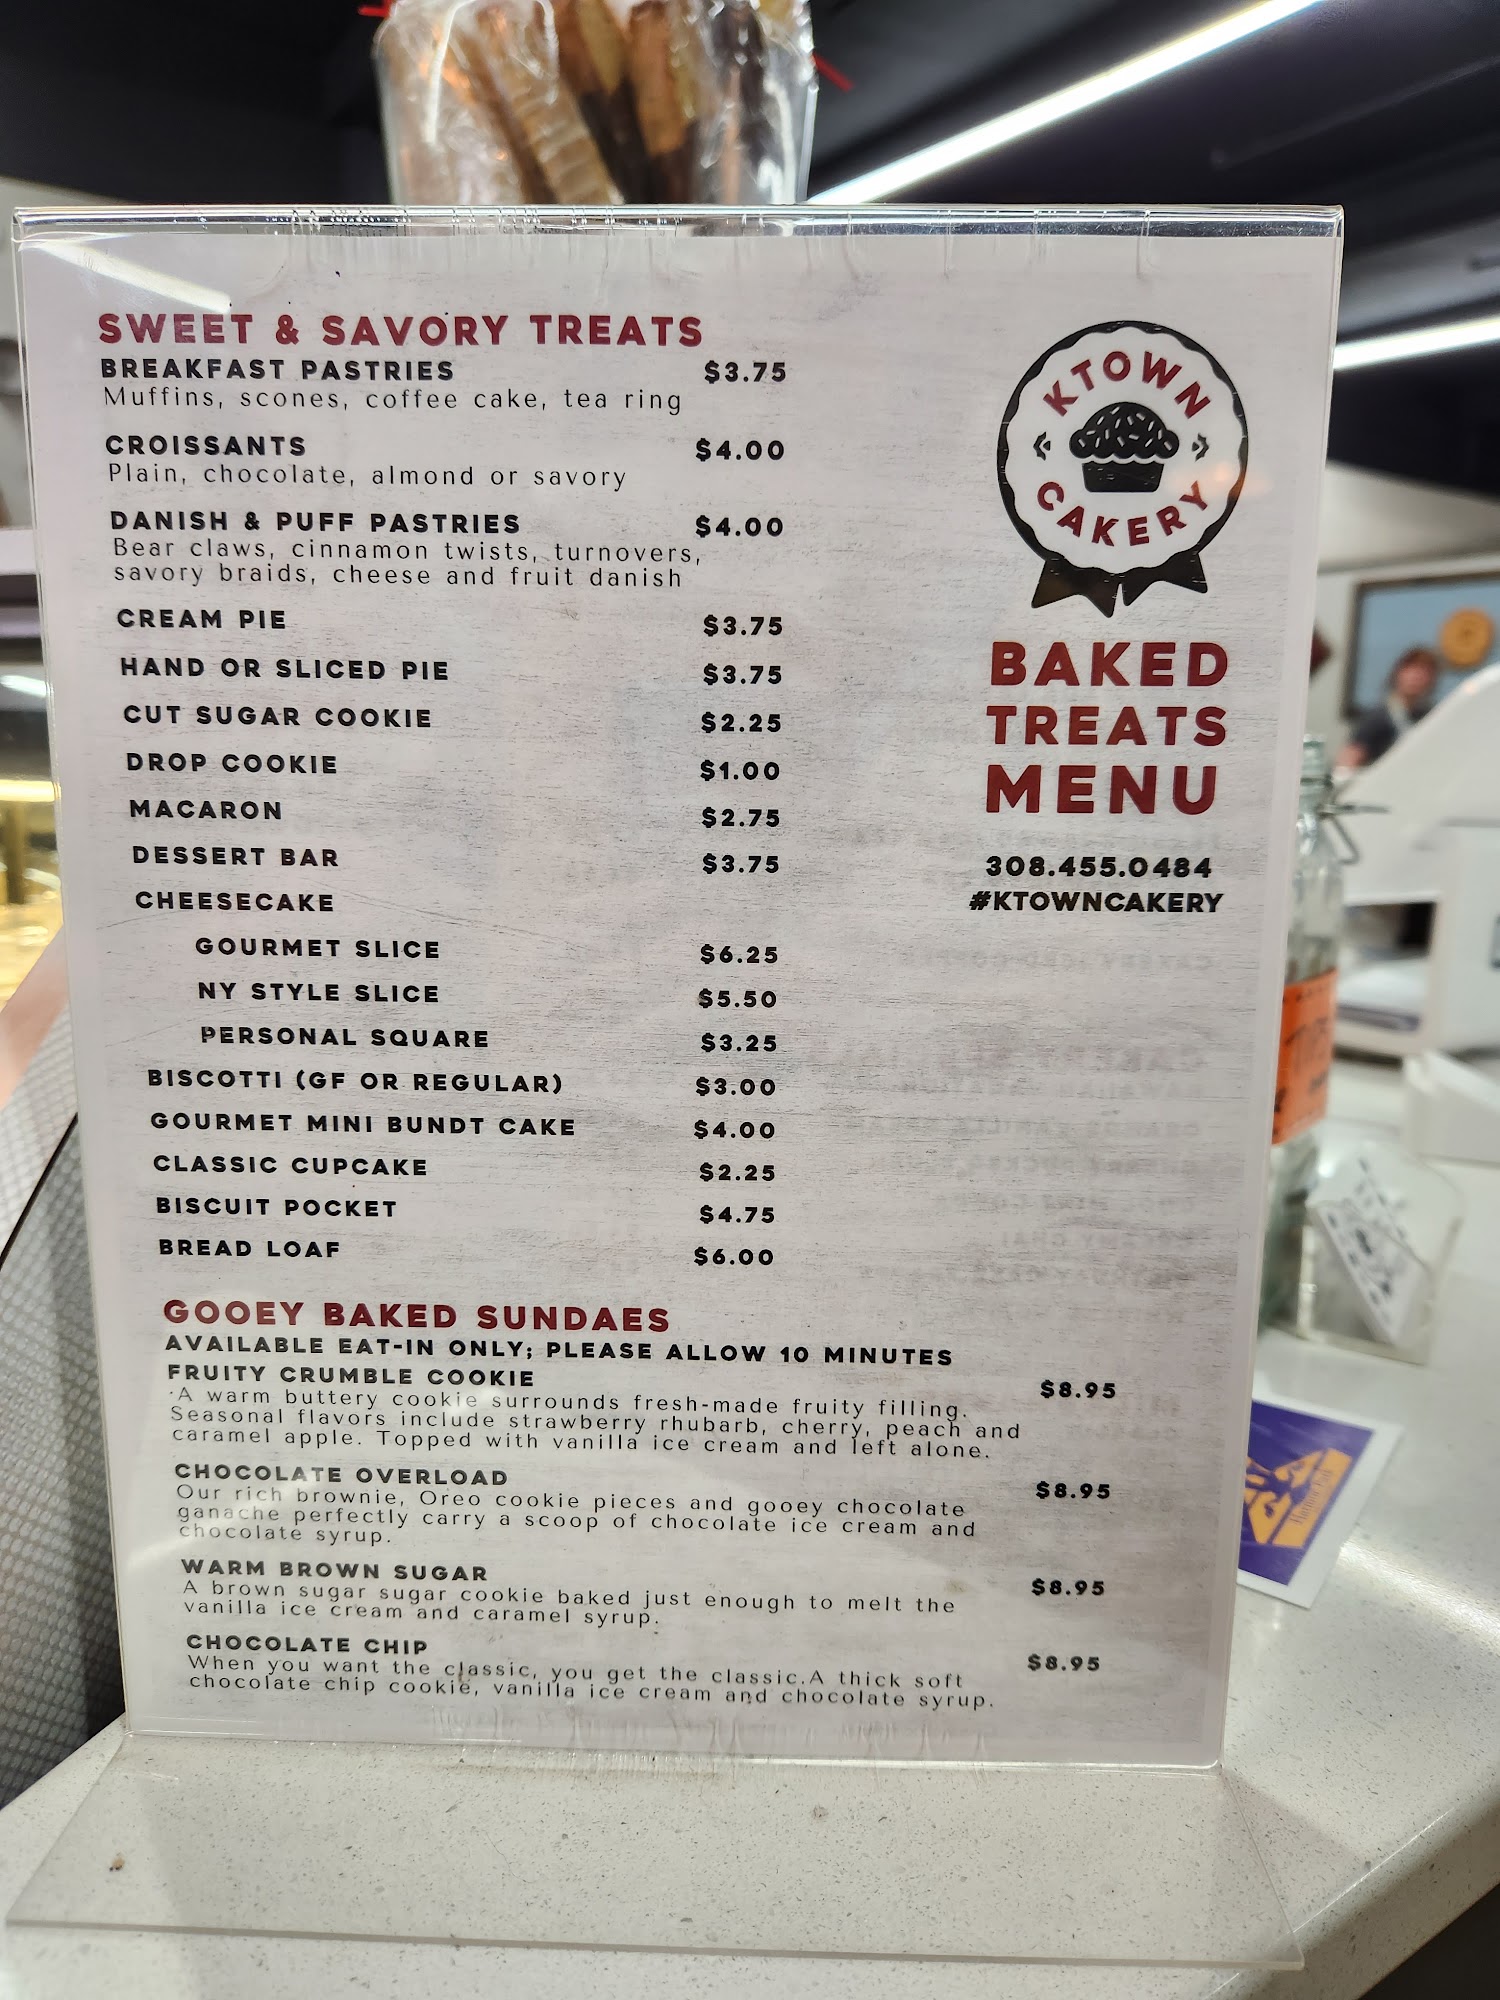 SWEET & SAVORY TREATS
BREAKFAST PASTRIES $3.75
Muffins, scones, coffee cake, tea ring
CROISSANTS $4.00
Plain, chocolate, almond or savory
DANISH & PUFF PASTRIES $4.00
Bear claws, cinnamon twists, turnovers,
savory braids, cheese and fruit danish
CREAM PIE $3.75
HAND OR SLICED PIE $3.75
CUT SUGAR COOKIE $2.25
DROP COOKIE $1.00
MACARON $2.75
DESSERT BAR $3.75
CHEESECAKE
GOURMET SLICE $6.25
NY STYLE SLICE $5.50
PERSONAL SQUARE $3.25
BISCOTTI (GF OR REGULAR) $3.00
GOURMET MINI BUNDT CAKE $4.00
CLASSIC CUPCAKE $2.25
BISCUIT POCKET $4.75
BREAD LOAF $6.00
KTOWN
CAKERY
BAKED
TREATS
MENU
308.455.0484
#KTOWNCAKERY
GOOEY BAKED SUNDAES
AVAILABLE EAT-IN ONLY; PLEASE ALLOW 10 MINUTES
FRUITY CRUMBLE COOKIE $8.95
·A warm buttery cookie surrounds fresh-made fruity filling.
Seasonal flavors include strawberry rhubarb, cherry, peach and
caramel apple. Topped with vanilla ice cream and left alone.
CHOCOLATE OVERLOAD $8.95
Our rich brownie, Oreo cookie pieces and gooey chocolate
ganache perfectly carry a scoop of chocolate ice cream and
chocolate syrup.
WARM BROWN SUGAR $8.95
A brown sugar sugar cookie baked just enough to melt the
vanilla ice cream and caramel syrup.
CHOCOLATE CHIP $8.95
When you want the classic, you get the classic.A thick soft
chocolate chip cookie, vanilla ice cream and chocolate syrup.